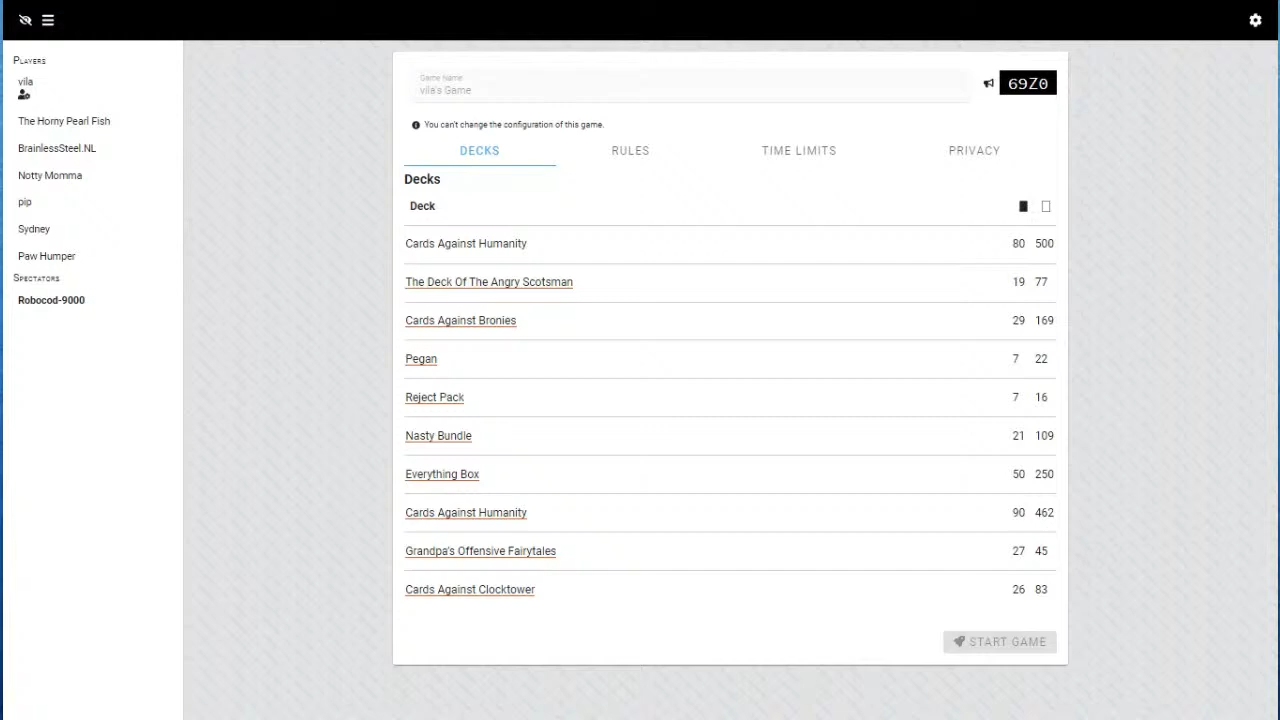 Players
vila
The Horny Pearl Fish
BrainlessSteel.NL
Notty Momma
pip
Sydney
Paw Humper
Spectators
Robocod-9000
Game Name
vila's Game
69Z0
You can't change the configuration of this game.
DECKS RULES TIME LIMITS PRIVACY
Decks
Deck
Cards Against Humanity 80 500
The Deck Of The Angry Scotsman 19 77
Cards Against Bronies 29 169
Pegan 7 22
Reject Pack 7 16
Nasty Bundle 21 109
Everything Box 50 250
Cards Against Humanity 90 462
Grandpa's Offensive Fairytales 27 45
Cards Against Clocktower 26 83
START GAME